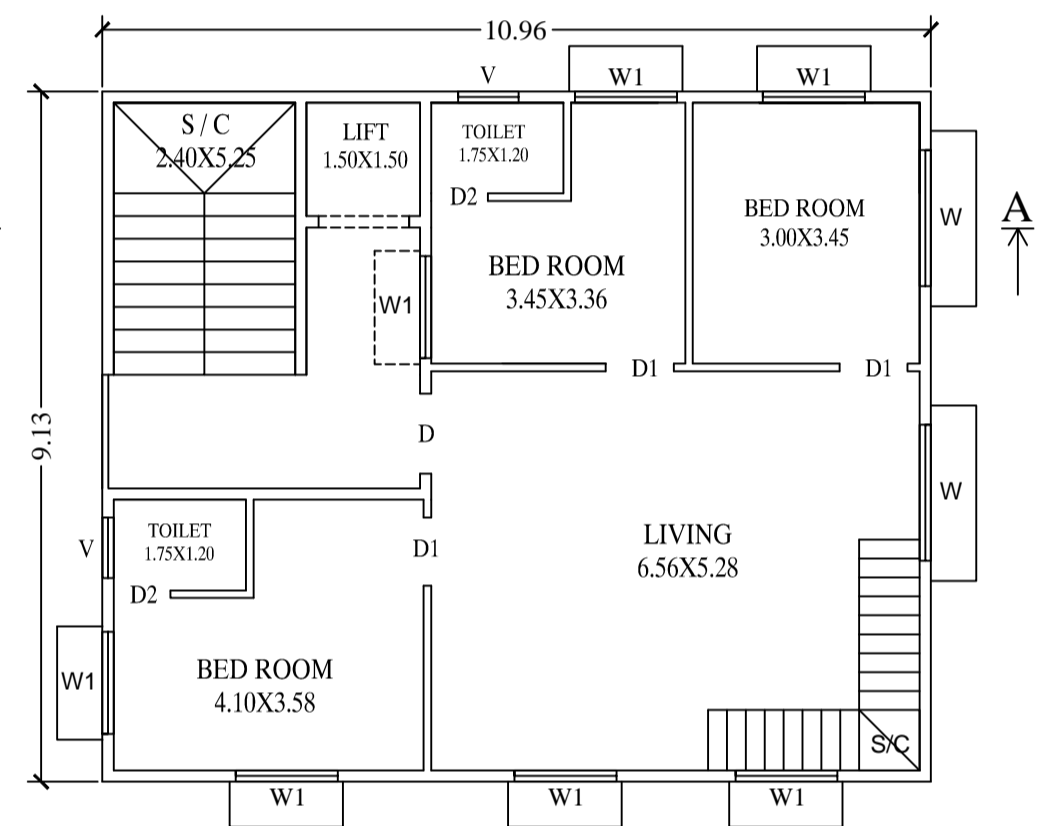 10.96
V
W1
W1
S / C
2.40X5.25
LIFT
1.50X1.50
TOILET
1.75X1.20
D2
BED ROOM
3.00X3.45
W
A
BED ROOM
3.45X3.36
W1
D1
D1
9.13
D
W
TOILET
1.75X1.20
V
D1
LIVING
6.56X5.28
D2
BED ROOM
4.10X3.58
W1
S/C
W1
W1
W1